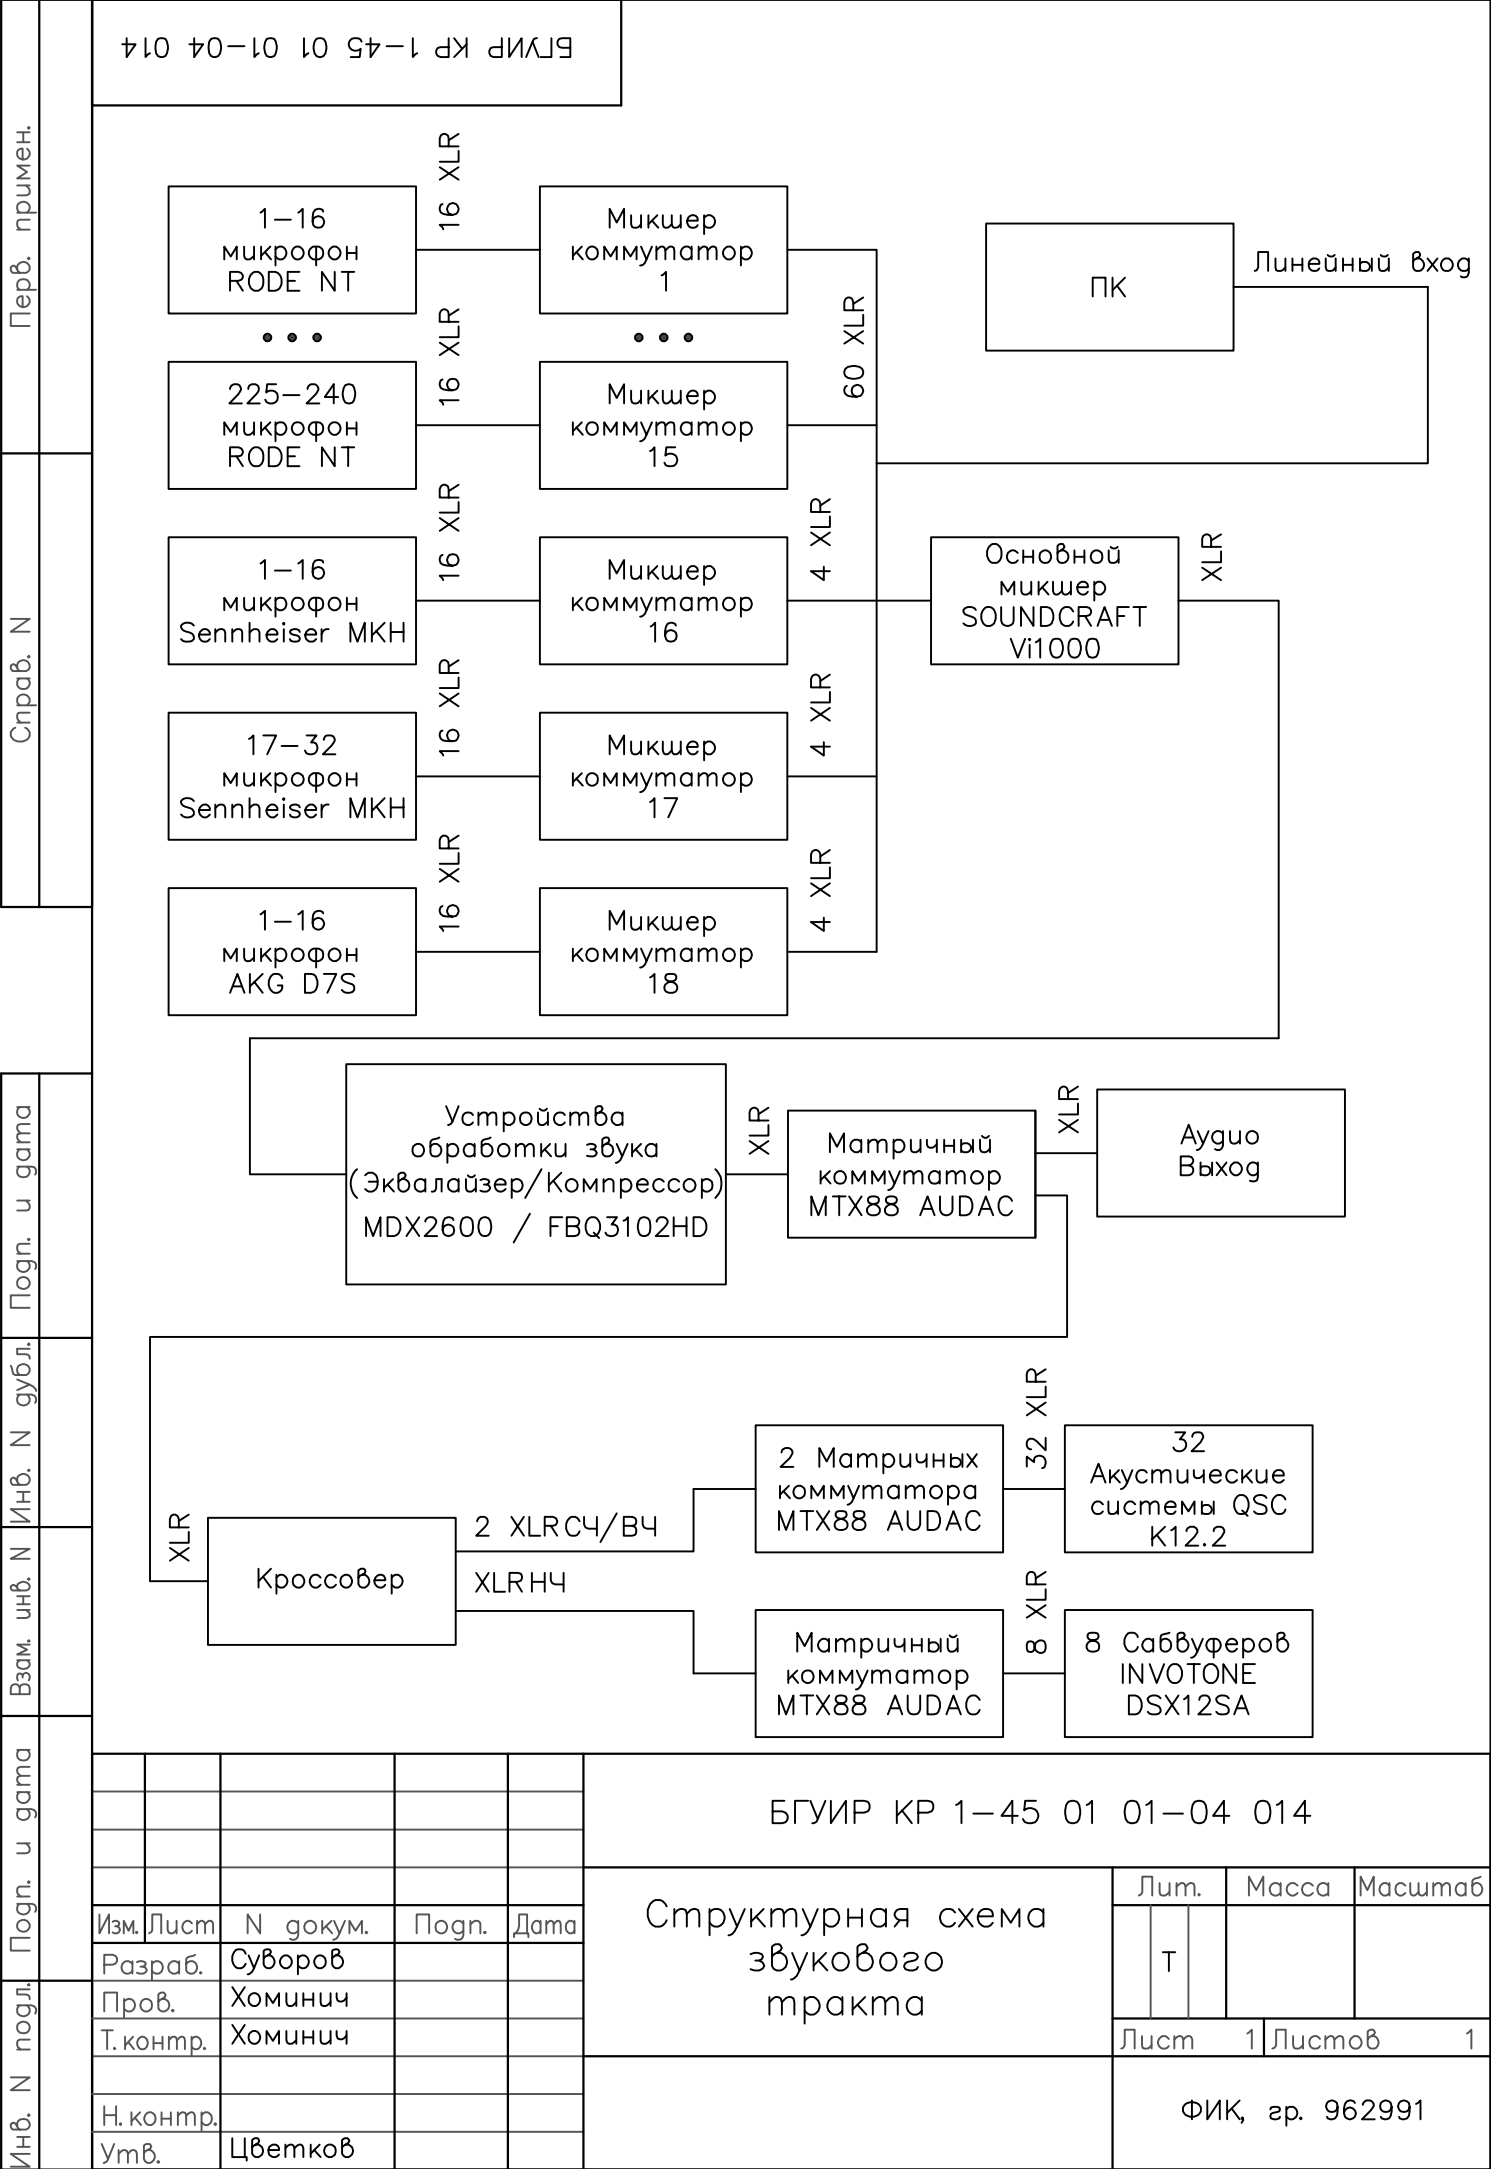 БГУИР КР 1-45 01 01-04 014
Перв. примен.
Справ. N
Подп. и дата
Инв. N дубл.
Взам. инв. N
Подп. и дата
Инв. N подл.
1-16
микрофон
RODE NT
16 XLR
Микшер
коммутатор
1
225-240
микрофон
RODE NT
16 XLR
Микшер
коммутатор
15
60 XLR
ПК
Линейный вход
1-16
микрофон
Sennheiser MKH
16 XLR
Микшер
коммутатор
16
4 XLR
Основной
микшер
SOUNDCRAFT
Vi1000
XLR
17-32
микрофон
Sennheiser MKH
16 XLR
Микшер
коммутатор
17
4 XLR
1-16
микрофон
AKG D7S
16 XLR
Микшер
коммутатор
18
4 XLR
Устройства
обработки звука
(Эквалайзер/Компрессор)
MDX2600 / FBQ3102HD
XLR
Матричный
коммутатор
MTX88 AUDAC
XLR
Аудио
Выход
XLR
Кроссовер
2 XLR СЧ/ВЧ
XLR НЧ
2 Матричных
коммутатора
MTX88 AUDAC
32 XLR
32
Акустические
системы QSC
K12.2
Матричный
коммутатор
MTX88 AUDAC
8 XLR
8 Сабвуферов
INVOTONE
DSX12SA
БГУИР КР 1-45 01 01-04 014
Изм. Лист N докум. Подп. Дата
Разраб. Суворов
Пров. Хоминич
Т.контр. Хоминич
Н.контр.
Утв. Цветков
Структурная схема
звукового
тракта
Лит. Масса Масштаб
Т
Лист 1 Листов 1
ФИК, гр. 962991